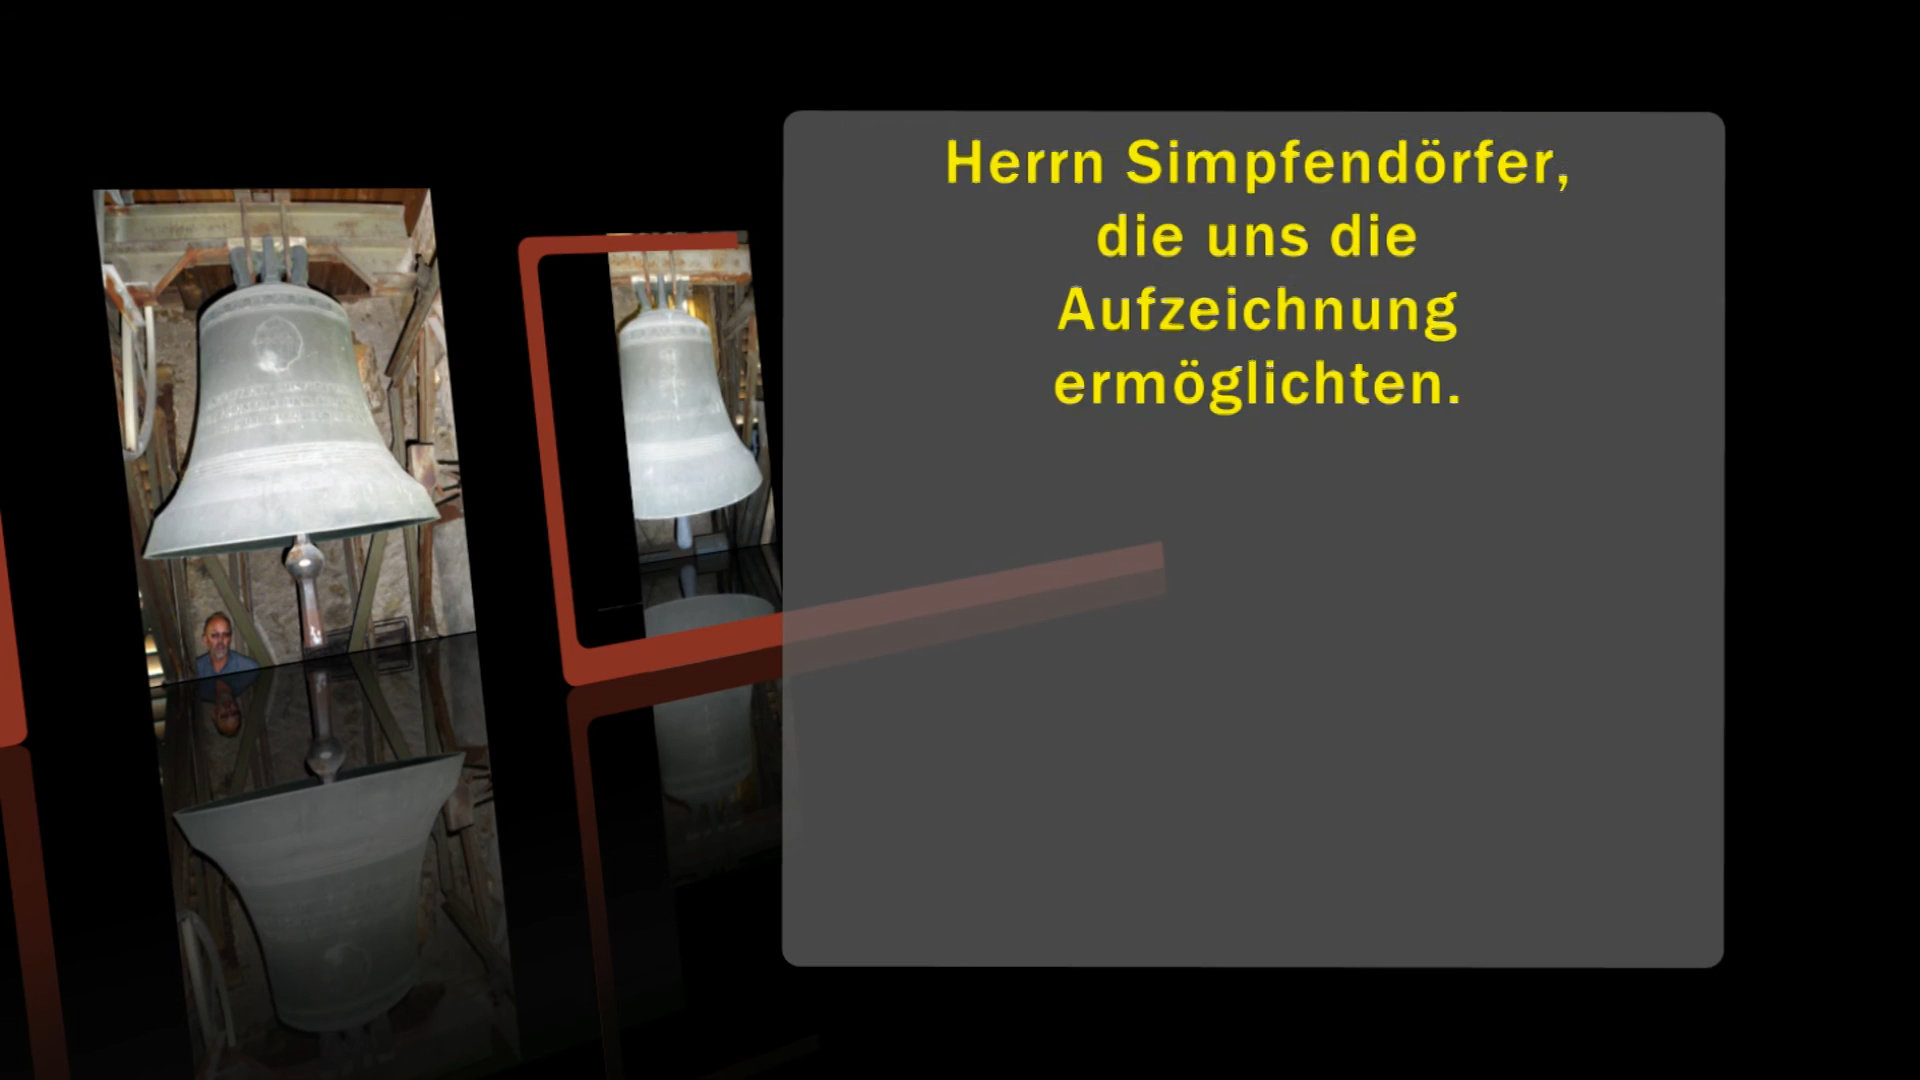 Herrn Simpfendörfer,
die uns die
Aufzeichnung
ermöglichten.